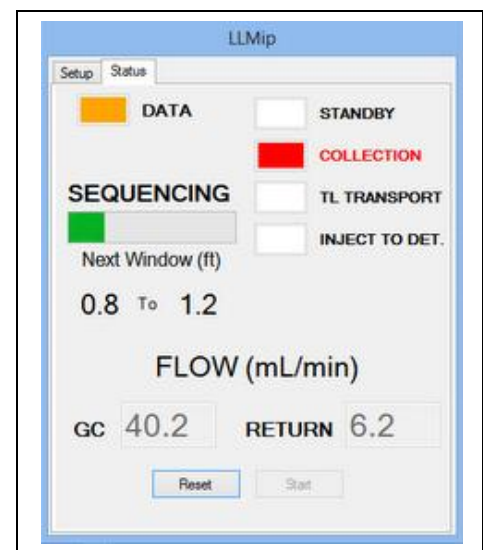 LLMip
Setup Status
DATA
STANDBY
COLLECTION
SEQUENCING
TL TRANSPORT
INJECT TO DET.
Next Window (ft)
0.8 To 1.2
FLOW (mL/min)
GC 40.2 RETURN 6.2
Reset Start